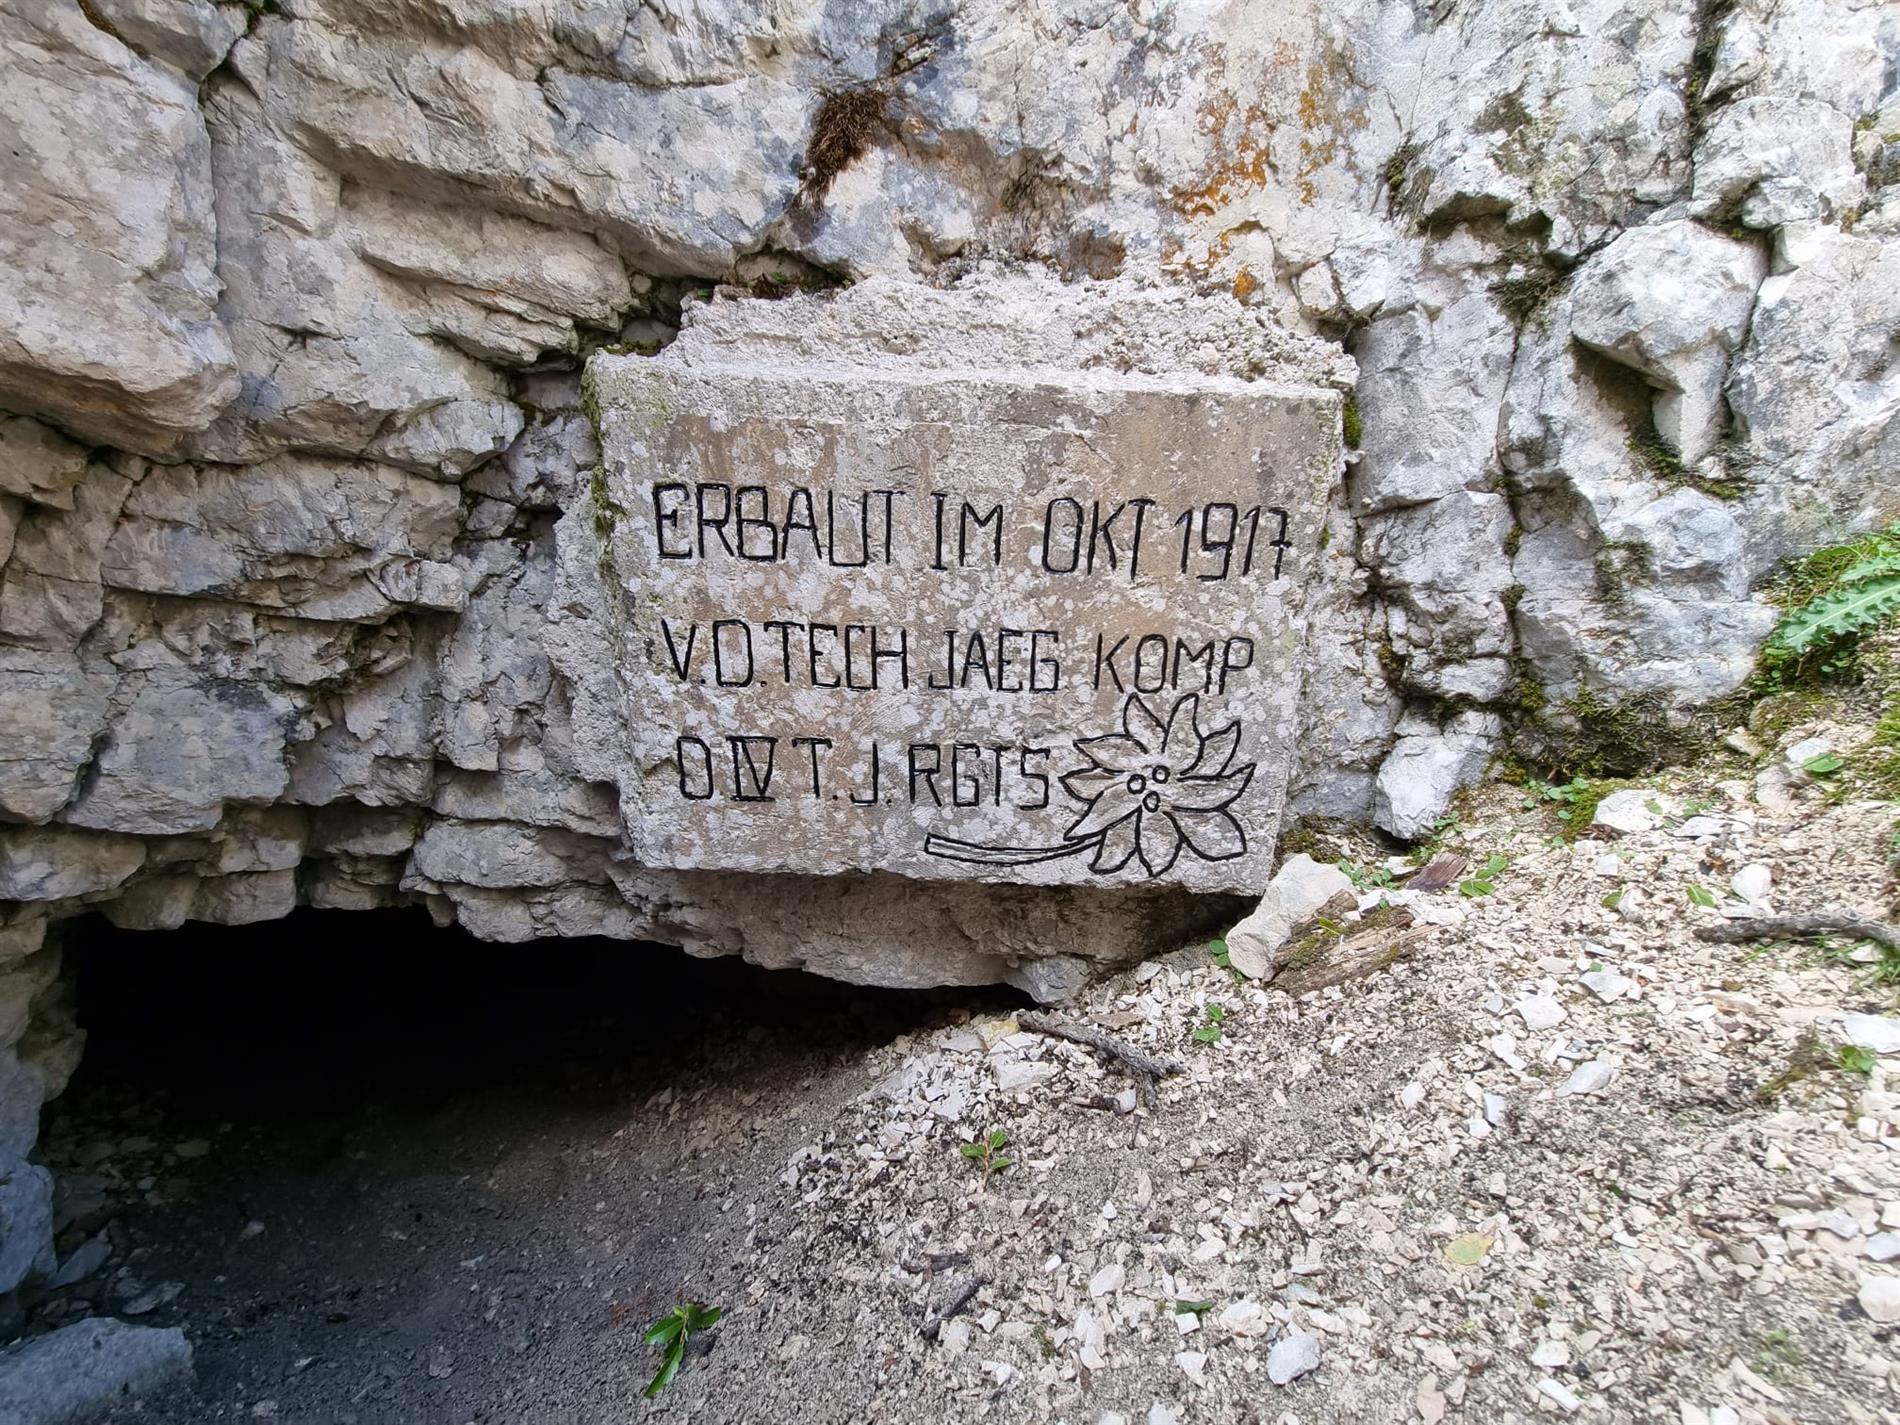 ERBAUT IM OKT 1917
V.D.TECH JAEG KOMP
D IV T.J.RGTS